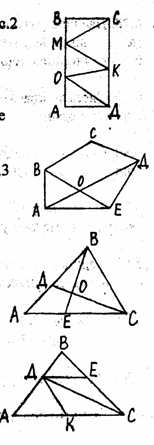 с.2
В С
М
О К
А Д
е
С
.3 В Д
О
А Е
В
Д О
А Е С
В
Д Е
А К С